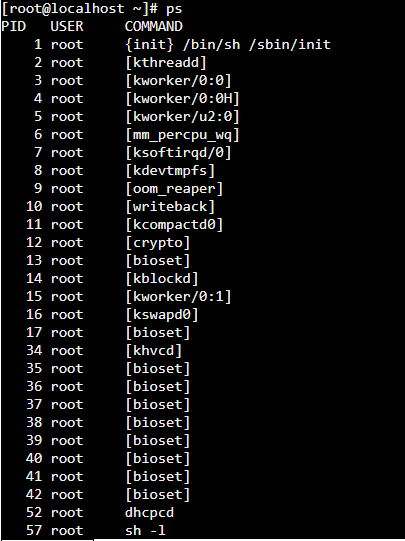 [root@localhost ~]# ps
PID   USER     COMMAND
    1 root     {init} /bin/sh /sbin/init
    2 root     [kthreadd]
    3 root     [kworker/0:0]
    4 root     [kworker/0:0H]
    5 root     [kworker/u2:0]
    6 root     [mm_percpu_wq]
    7 root     [ksoftirqd/0]
    8 root     [kdevtmpfs]
    9 root     [oom_reaper]
   10 root     [writeback]
   11 root     [kcompactd0]
   12 root     [crypto]
   13 root     [bioset]
   14 root     [kblockd]
   15 root     [kworker/0:1]
   16 root     [kswapd0]
   17 root     [bioset]
   34 root     [khvcd]
   35 root     [bioset]
   36 root     [bioset]
   37 root     [bioset]
   38 root     [bioset]
   39 root     [bioset]
   40 root     [bioset]
   41 root     [bioset]
   42 root     [bioset]
   52 root     dhcpcd
   57 root     sh -l